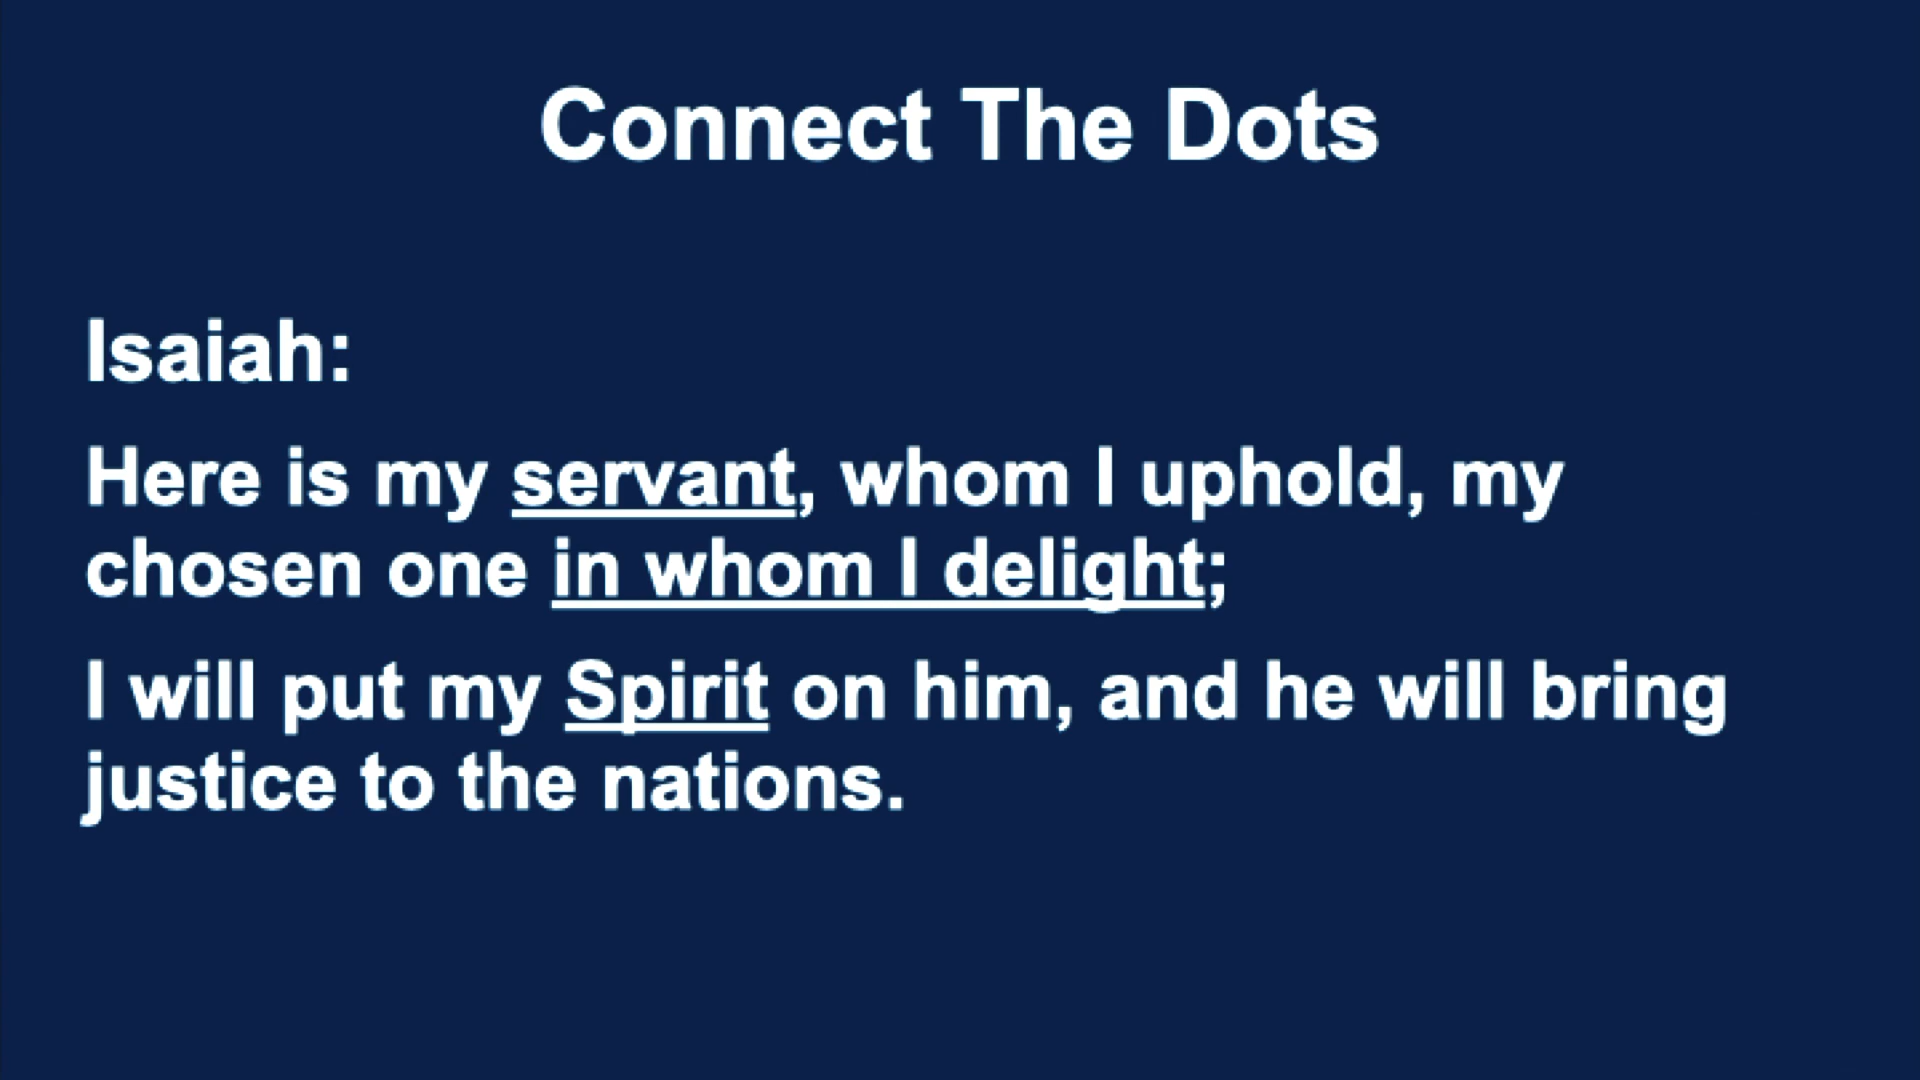 Connect The Dots
Isaiah:
Here is my servant, whom I uphold, my
chosen one in whom I delight;
I will put my Spirit on him, and he will bring
justice to the nations.